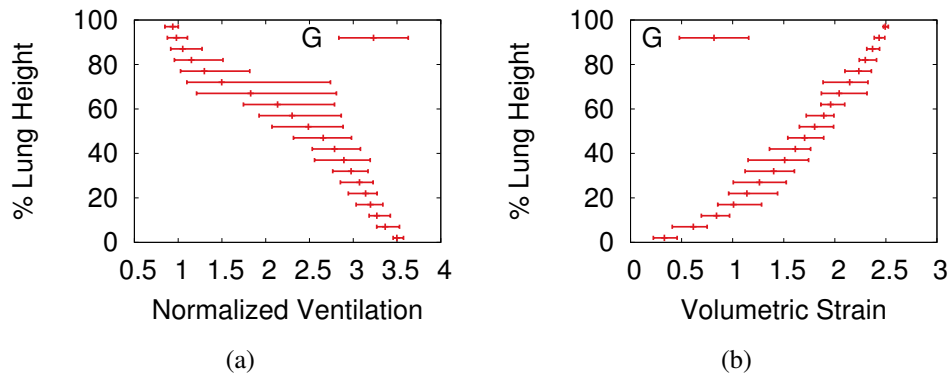 100
80
60
40
20
0
% Lung Height
G
0.5 1 1.5 2 2.5 3 3.5 4
Normalized Ventilation
(a)
100
80
60
40
20
0
% Lung Height
G
0 0.5 1 1.5 2 2.5 3
Volumetric Strain
(b)